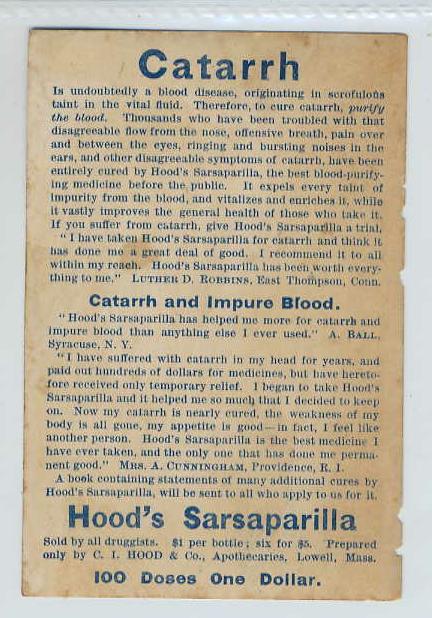 Catarrh
Is undoubtedly a blood disease, originating in scrofulous
taint in the vital fluid. Therefore, to cure catarrh, purify
the blood. Thousands who have been troubled with that
disagreeable flow from the nose, offensive breath, pain over
and between the eyes, ringing and bursting noises in the
ears, and other disagreeable symptoms of catarrh, have been
entirely cured by Hood's Sarsaparilla, the best blood-purify-
ing medicine before the public. It expels every taint of
impurity from the blood, and vitalizes and enriches it, while
it vastly improves the general health of those who take it.
If you suffer from catarrh, give Hood's Sarsaparilla a trial.
"I have taken Hood's Sarsaparilla for catarrh and think it
has done me a great deal of good. I recommend it to all
within my reach. Hood's Sarsaparilla has been worth every-
thing to me." LUTHER D. ROBBINS, East Thompson, Conn.
Catarrh and Impure Blood.
"Hood's Sarsaparilla has helped me more for catarrh and
impure blood than anything else I ever used." A. BALL,
Syracuse, N. Y.
"I have suffered with catarrh in my head for years, and
paid out hundreds of dollars for medicines, but have hereto-
fore received only temporary relief. I began to take Hood's
Sarsaparilla and it helped me so much that I decided to keep
on. Now my catarrh is nearly cured, the weakness of my
body is all gone, my appetite is good—in fact, I feel like
another person. Hood's Sarsaparilla is the best medicine I
have ever taken, and the only one that has done me perma-
nent good." MRS. A. CUNNINGHAM, Providence, R. I.
A book containing statements of many additional cures by
Hood's Sarsaparilla, will be sent to all who apply to us for it.
Hood's Sarsaparilla
Sold by all druggists. $1 per bottle; six for $5. Prepared
only by C. I. HOOD & Co., Apothecaries, Lowell, Mass.
100 Doses One Dollar.